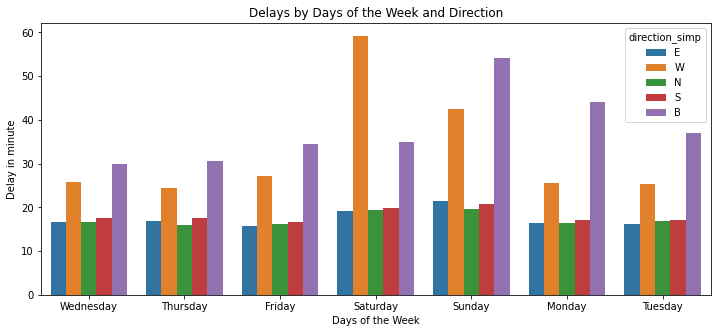 Delays by Days of the Week and Direction
direction_simp
E
W
N
S
B
Delay in minute
60
50
40
30
20
10
0
Wednesday Thursday Friday Saturday Sunday Monday Tuesday
Days of the Week